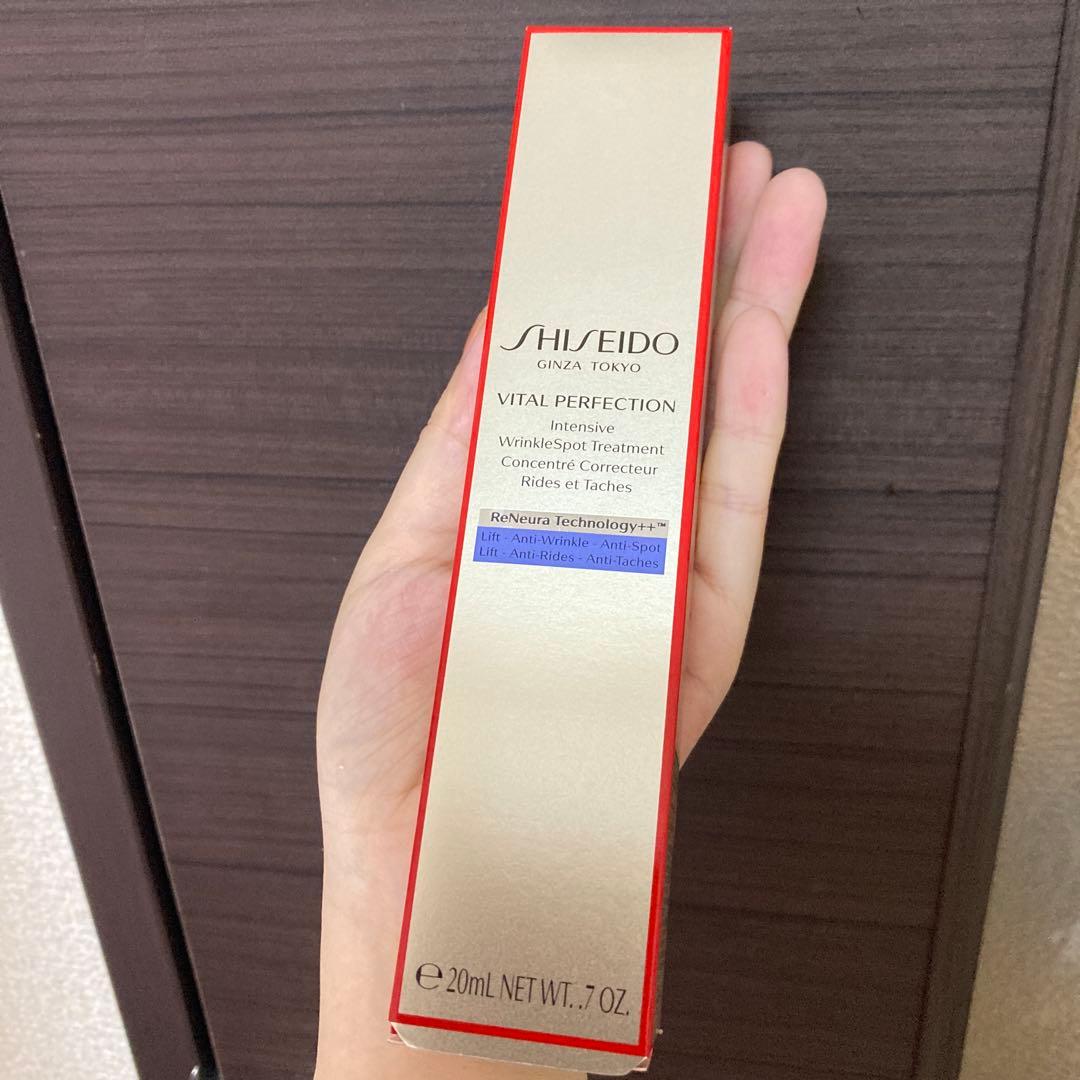 SHISEIDO
GINZA TOKYO
VITAL PERFECTION
Intensive
WrinkleSpot Treatment
Concentré Correcteur
Rides et Taches
ReNeura Technology++™
Lift - Anti-Wrinkle - Anti-Spot
Lift - Anti-Rides - Anti-Taches
℮ 20mL NET WT. .7 OZ.